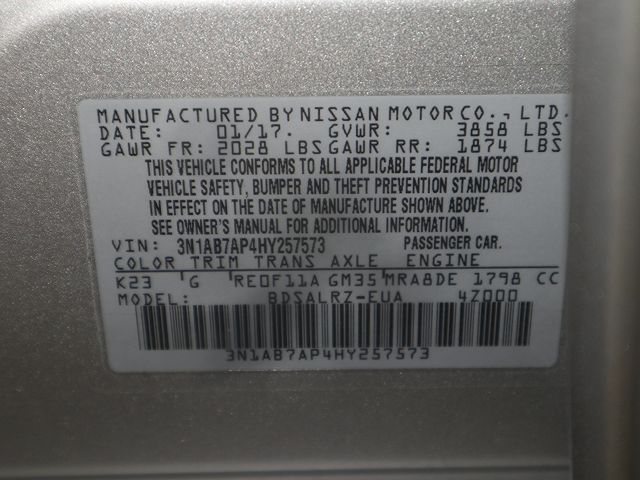 MANUFACTURED BY NISSAN MOTOR CO., LTD.
DATE: 01/17. GVWR: 3858 LBS
GAWR FR: 2028 LBS GAWR RR: 1874 LBS
THIS VEHICLE CONFORMS TO ALL APPLICABLE FEDERAL MOTOR
VEHICLE SAFETY, BUMPER AND THEFT PREVENTION STANDARDS
IN EFFECT ON THE DATE OF MANUFACTURE SHOWN ABOVE.
SEE OWNER'S MANUAL FOR ADDITIONAL INFORMATION.
VIN: 3N1AB7AP4HY257573 PASSENGER CAR.
COLOR TRIM TRANS AXLE ENGINE
K23 G RE0F11A GM35 MRA8DE 1798 CC
MODEL: BDSALRZ-EUA 4Z000
3N1AB7AP4HY257573